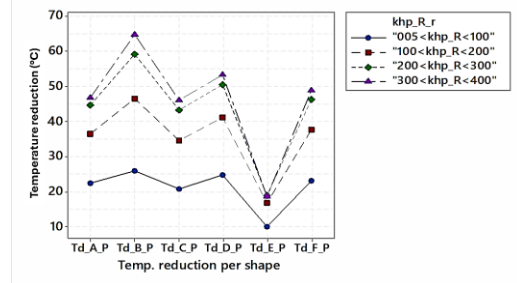 khp_R_r
"005<khp_R<100"
"100<khp_R<200"
"200<khp_R<300"
"300<khp_R<400"
Temperature reduction (°C)
70
60
50
40
30
20
10
Td_A_P Td_B_P Td_C_P Td_D_P Td_E_P Td_F_P
Temp. reduction per shape